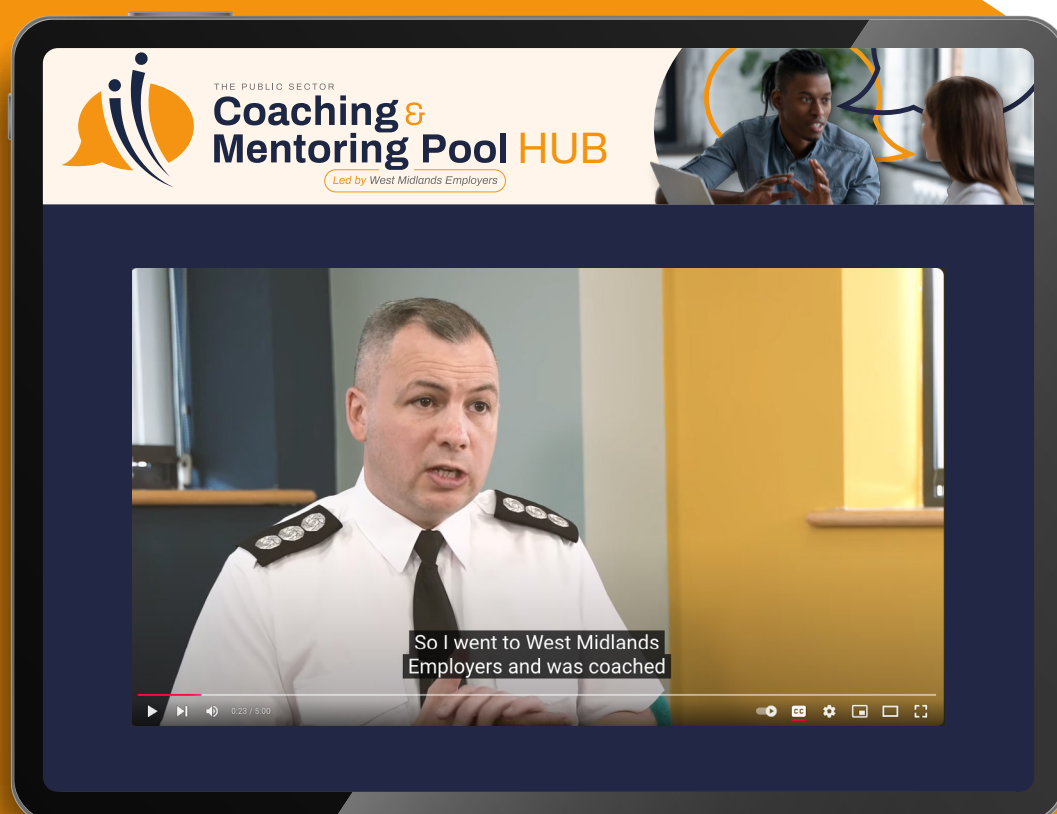 THE PUBLIC SECTOR
Coaching &
Mentoring Pool HUB
Led by West Midlands Employers
So I went to West Midlands
Employers and was coached
0:23 / 5:00
CC